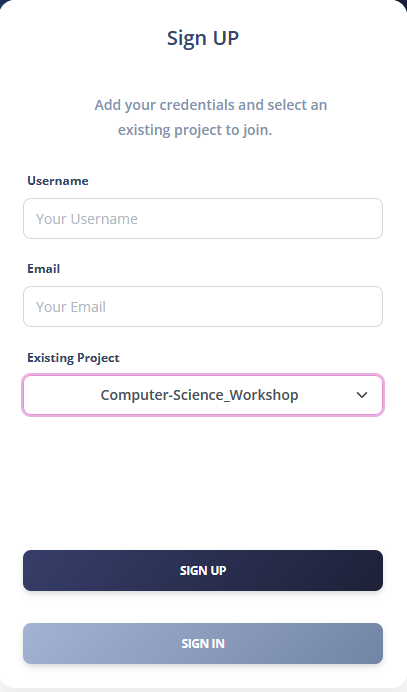 Sign UP
Add your credentials and select an
existing project to join.
Username
Your Username
Email
Your Email
Existing Project
Computer-Science_Workshop
SIGN UP
SIGN IN